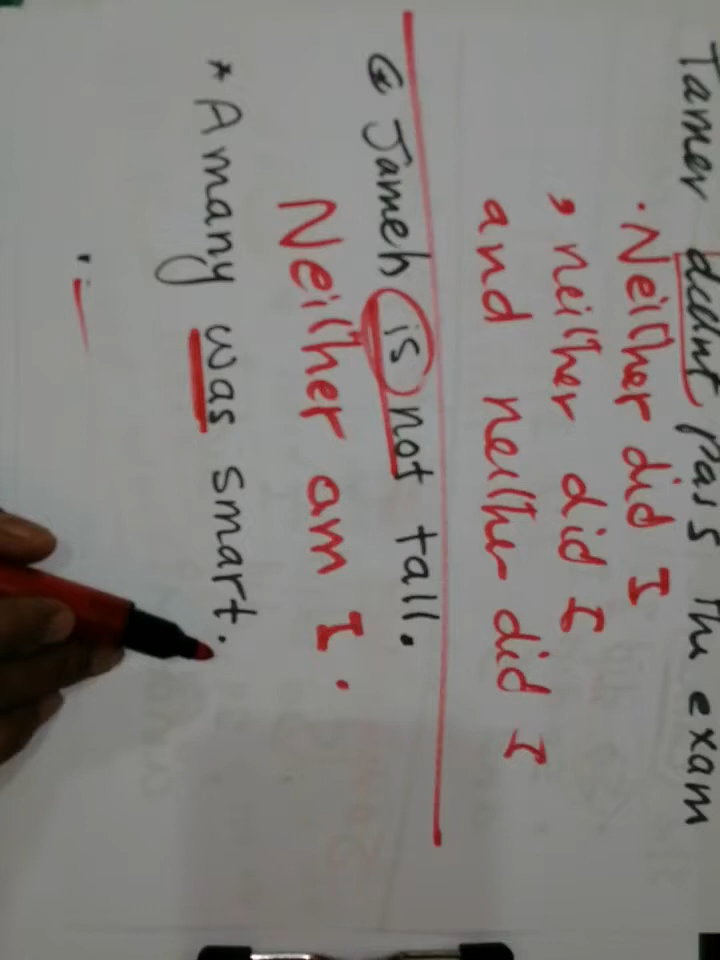 Tamer didnt pass the exam
. Neither did I
, neither did I
and neither did I
Jameh is not tall.
Neither am I.
* Amany was smart.